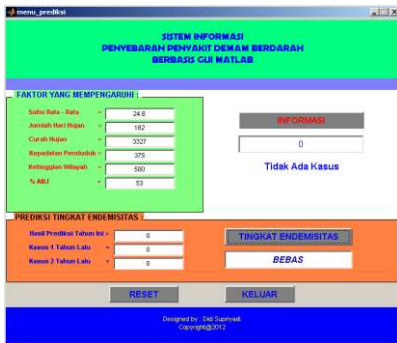 menu_prediksi
SISTEM INFORMASI
PENYEBARAN PENYAKIT DEMAM BERDARAH
BERBASIS GUI MATLAB
FAKTOR YANG MEMPENGARUHI :
Suhu Rata - Rata = 24.8
Jumlah Hari Hujan = 182
Curah Hujan = 3327
Kepadatan Penduduk = 375
Ketinggian Wilayah = 500
% ABJ = 53
INFORMASI
0
Tidak Ada Kasus
PREDIKSI TINGKAT ENDEMISITAS :
Hasil Prediksi Tahun Ini = 0
Kasus 1 Tahun Lalu = 0
Kasus 2 Tahun Lalu = 0
TINGKAT ENDEMISITAS
BEBAS
RESET
KELUAR
Designed by : Didi Supriyadi
Copyright@2012